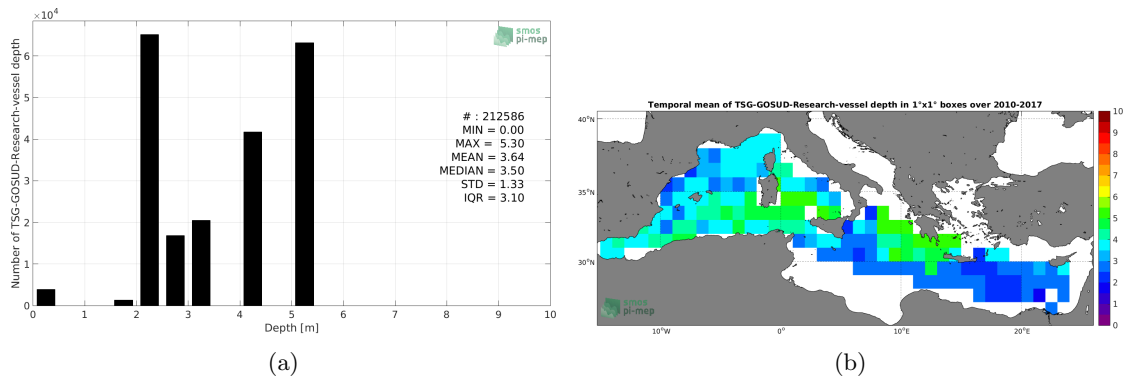 ×10⁴
smos
pi-mep
Number of TSG-GOSUD-Research-vessel depth
6
5
4
3
2
1
0
# : 212586
MIN = 0.00
MAX = 5.30
MEAN = 3.64
MEDIAN = 3.50
STD = 1.33
IQR = 3.10
0 1 2 3 4 5 6 7 8 9 10
Depth [m]
(a)
Temporal mean of TSG-GOSUD-Research-vessel depth in 1°x1° boxes over 2010-2017
40°N
35°N
30°N
10°W 0° 10°E 20°E
smos
pi-mep
10
9
8
7
6
5
4
3
2
1
0
(b)